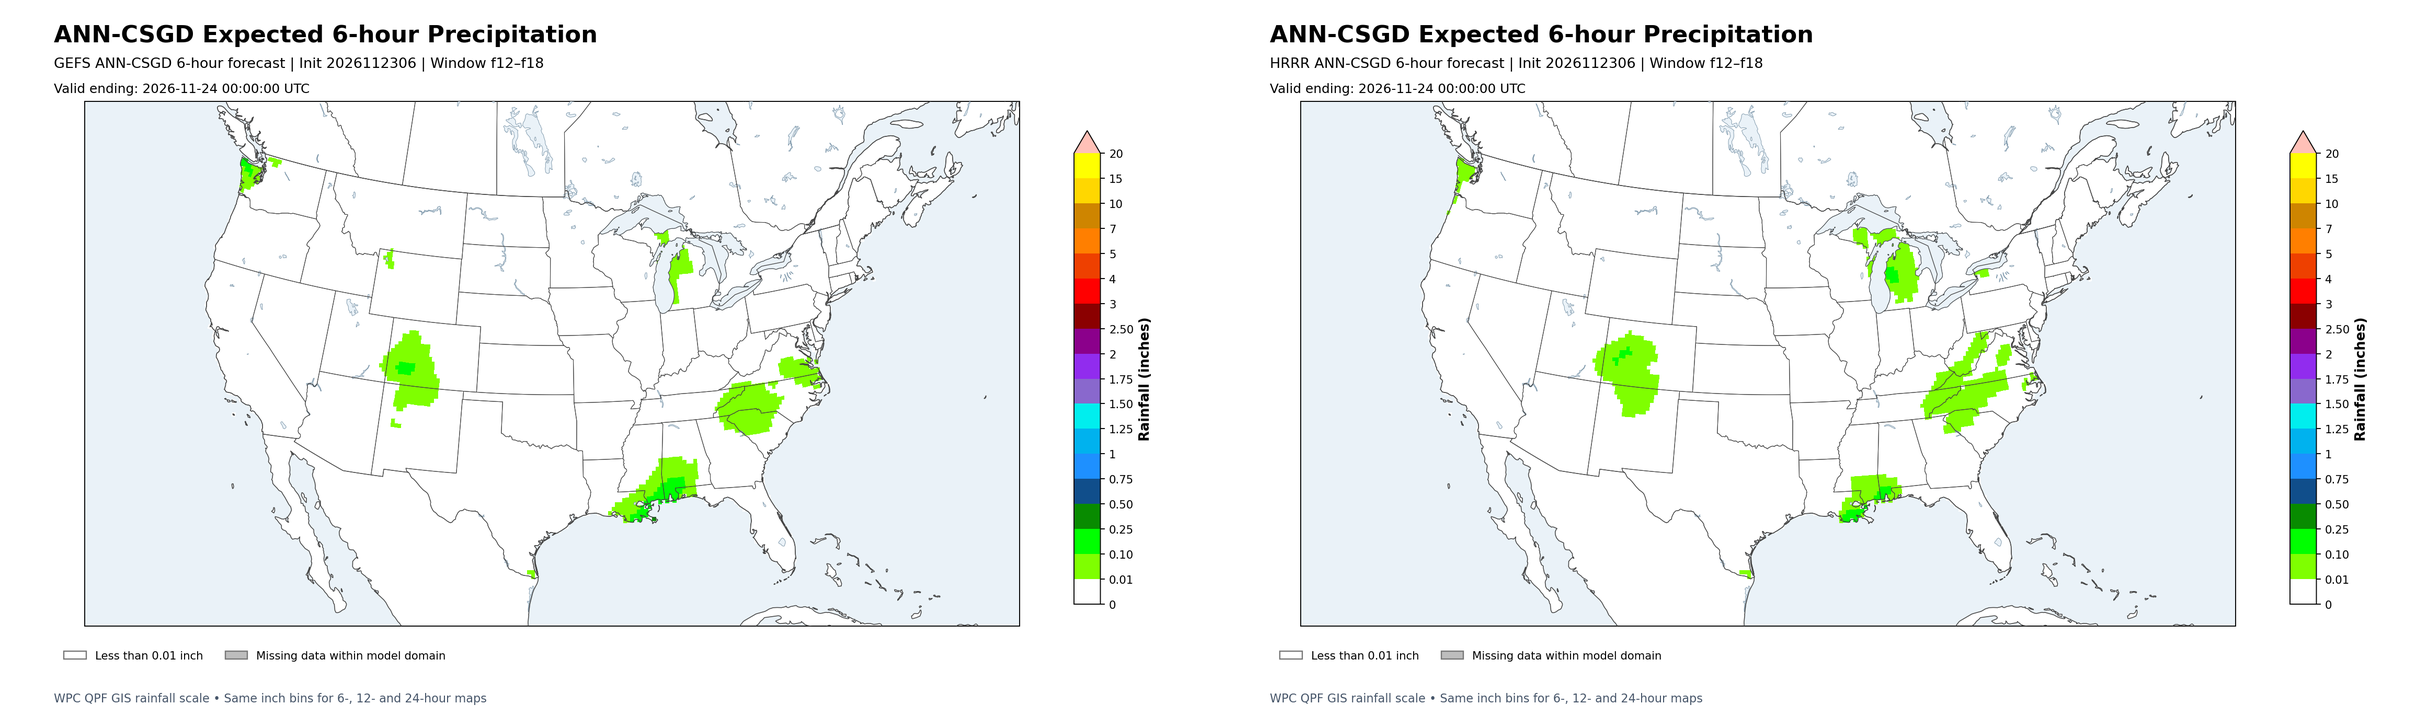 ANN-CSGD Expected 6-hour Precipitation
GEFS ANN-CSGD 6-hour forecast | Init 2026112306 | Window f12–f18
Valid ending: 2026-11-24 00:00:00 UTC
20
15
10
7
5
4
3
2.50
2
1.75
1.50
1.25
1
0.75
0.50
0.25
0.10
0.01
0
Rainfall (inches)
Less than 0.01 inch
Missing data within model domain
WPC QPF GIS rainfall scale • Same inch bins for 6-, 12- and 24-hour maps
ANN-CSGD Expected 6-hour Precipitation
HRRR ANN-CSGD 6-hour forecast | Init 2026112306 | Window f12–f18
Valid ending: 2026-11-24 00:00:00 UTC
20
15
10
7
5
4
3
2.50
2
1.75
1.50
1.25
1
0.75
0.50
0.25
0.10
0.01
0
Rainfall (inches)
Less than 0.01 inch
Missing data within model domain
WPC QPF GIS rainfall scale • Same inch bins for 6-, 12- and 24-hour maps